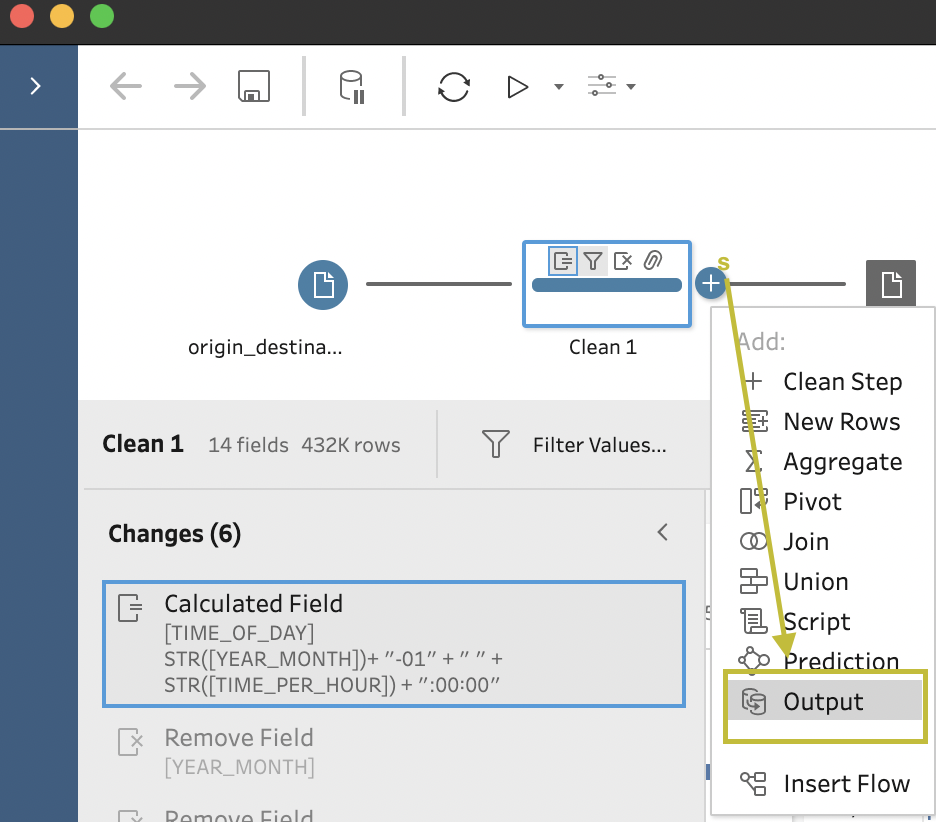 s
origin_destina...
Clean 1
Add:
Clean Step
New Rows
Aggregate
Pivot
Join
Union
Script
Prediction
Output
Insert Flow
Clean 1 14 fields 432K rows
Filter Values...
Changes (6)
Calculated Field
[TIME_OF_DAY]
STR([YEAR_MONTH])+ "-01" + " " +
STR([TIME_PER_HOUR]) + ":00:00"
Remove Field
[YEAR_MONTH]
Remove Field